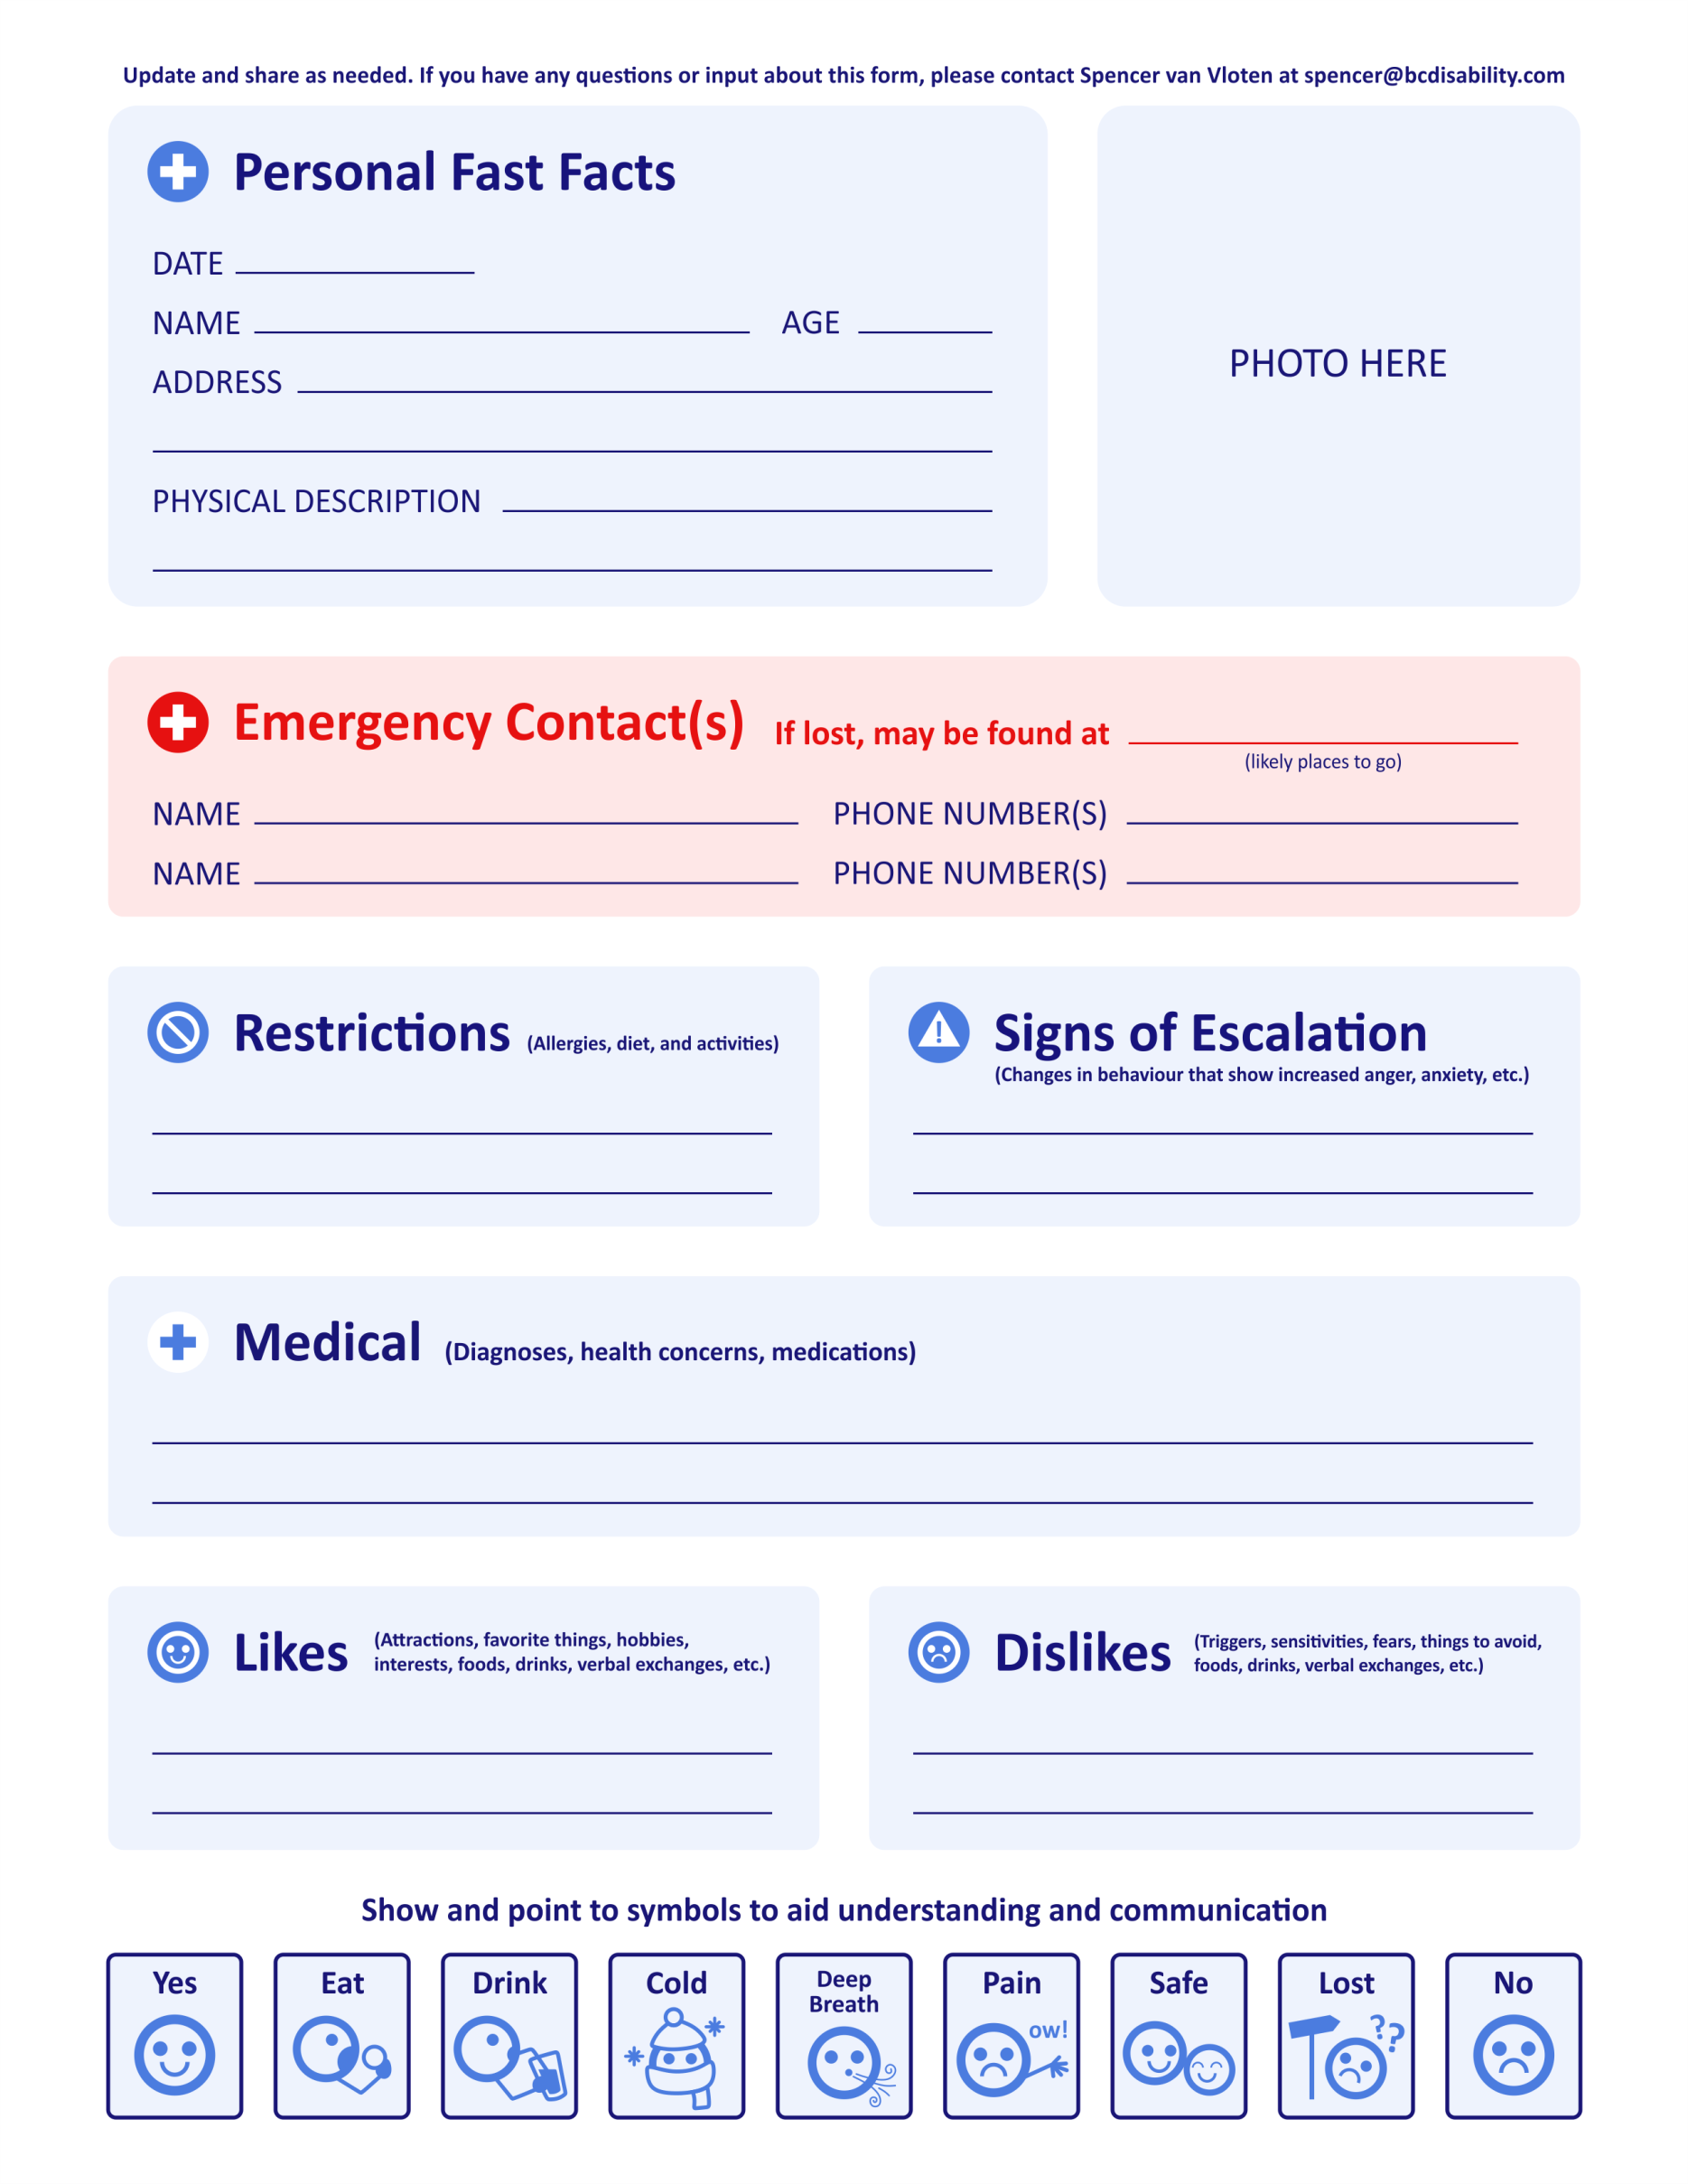 Update and share as needed. If you have any questions or input about this form, please contact Spencer van Vloten at spencer@bcdisability.com
Personal Fast Facts
DATE
NAME AGE
ADDRESS
PHYSICAL DESCRIPTION
PHOTO HERE
Emergency Contact(s) If lost, may be found at
(likely places to go)
NAME PHONE NUMBER(S)
NAME PHONE NUMBER(S)
Restrictions (Allergies, diet, and activities)
Signs of Escalation
(Changes in behaviour that show increased anger, anxiety, etc.)
Medical (Diagnoses, health concerns, medications)
Likes (Attractions, favorite things, hobbies,
interests, foods, drinks, verbal exchanges, etc.)
Dislikes (Triggers, sensitivities, fears, things to avoid,
foods, drinks, verbal exchanges, etc.)
Show and point to symbols to aid understanding and communication
Yes
Eat
Drink
Cold
Deep
Breath
Pain
ow!
Safe
Lost
??
No